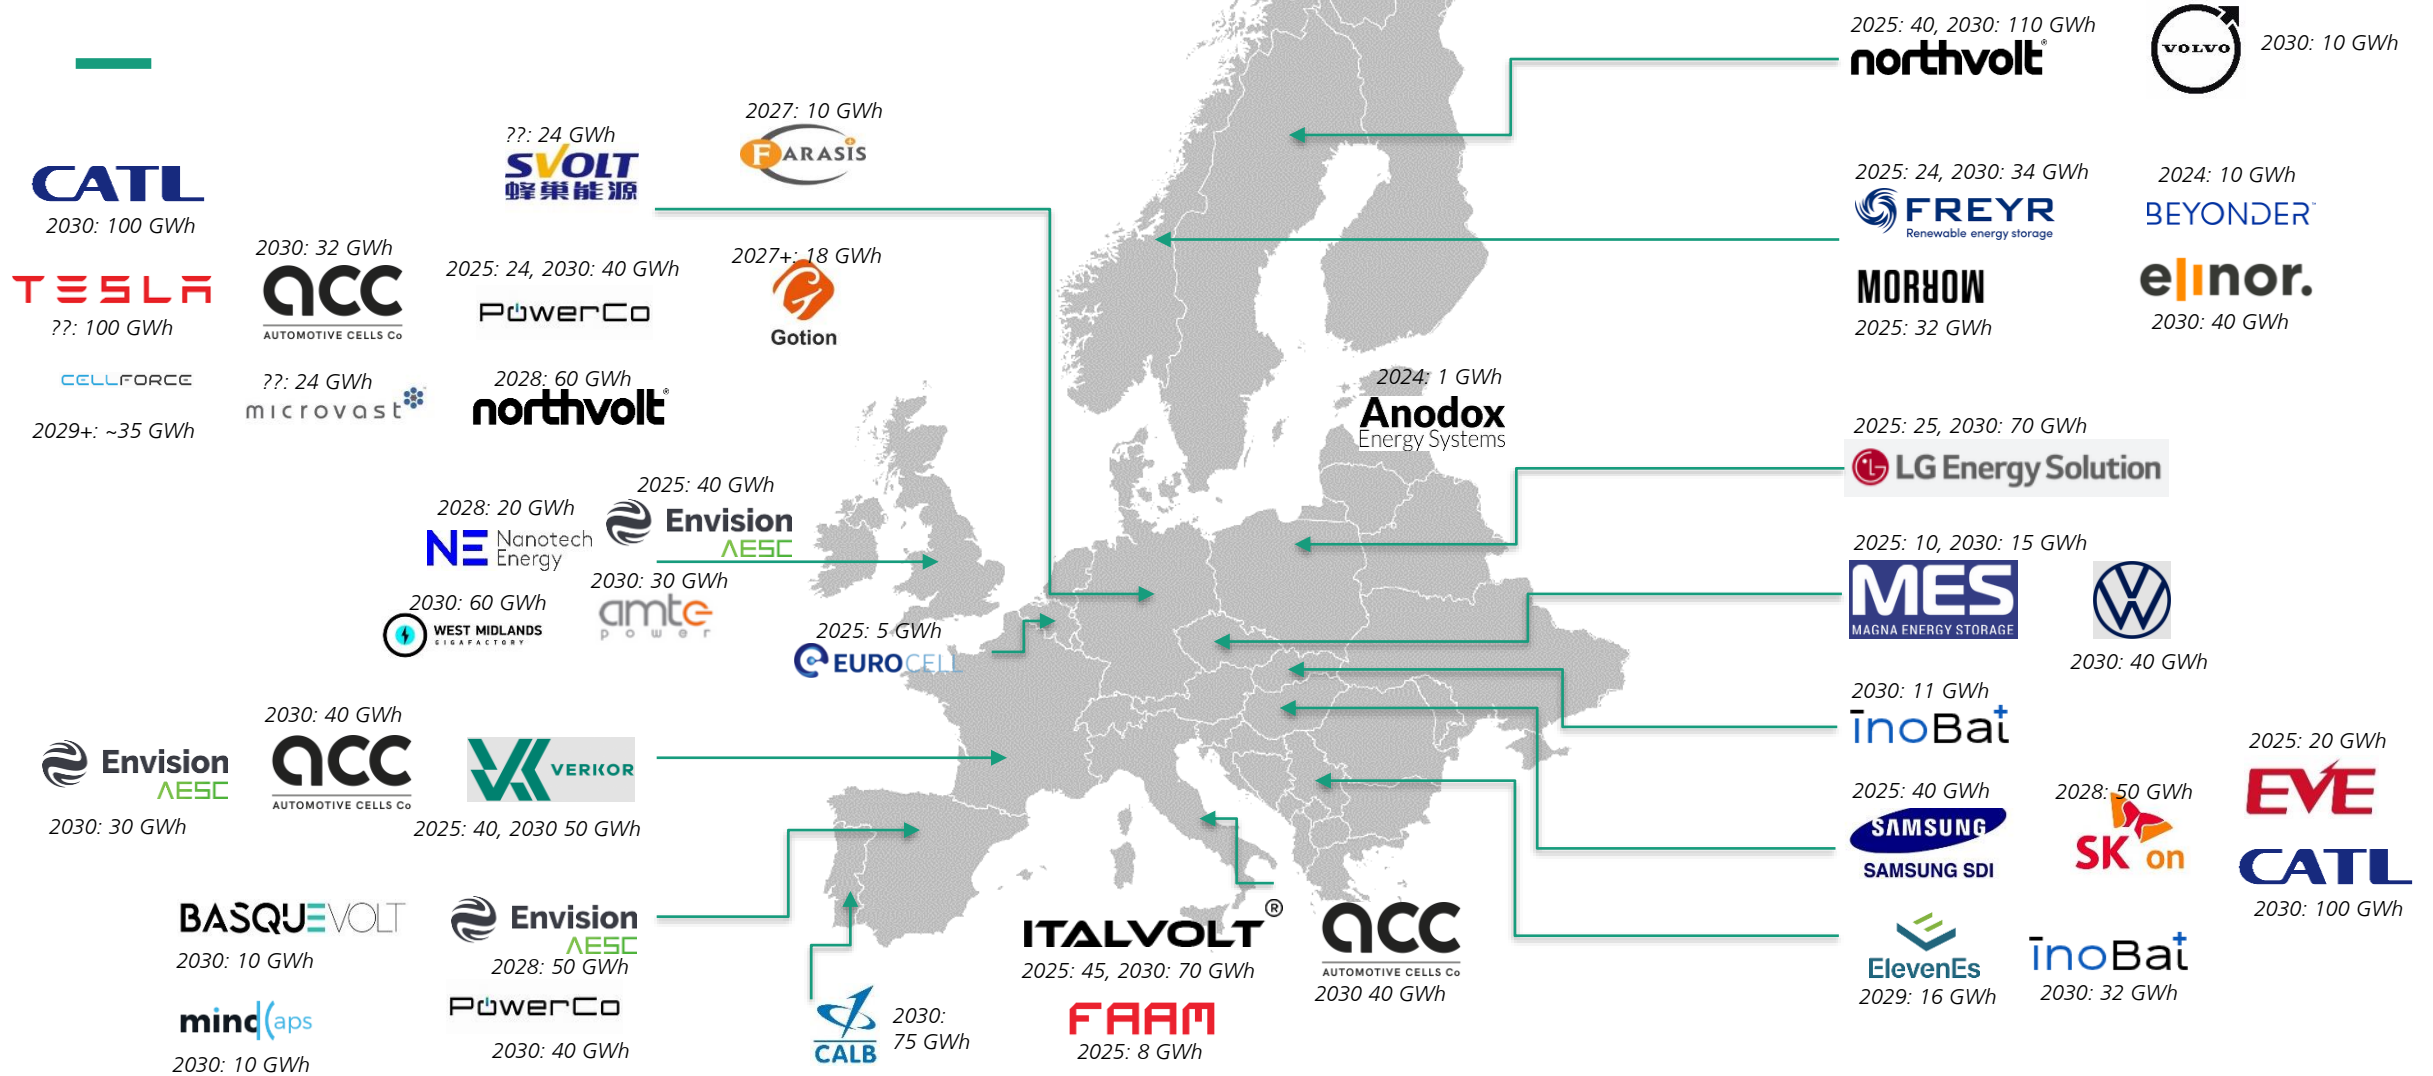 2025: 40, 2030: 110 GWh
northvolt®
VOLVO
2030: 10 GWh
2027: 10 GWh
FARASIS
??: 24 GWh
SVOLT
蜂巢能源
CATL
2030: 100 GWh
2030: 32 GWh
acc
AUTOMOTIVE CELLS Co
2025: 24, 2030: 40 GWh
PowerCo
2027+: 18 GWh
Gotion
TESLA
??: 100 GWh
CELLFORCE
2029+: ~35 GWh
??: 24 GWh
microvast
2028: 60 GWh
northvolt®
2025: 24, 2030: 34 GWh
FREYR
Renewable energy storage
2024: 10 GWh
BEYONDER™
MORROW
2025: 32 GWh
elinor.
2030: 40 GWh
2024: 1 GWh
Anodox
Energy Systems
2025: 25, 2030: 70 GWh
LG Energy Solution
2028: 20 GWh
NE Nanotech
Energy
2025: 40 GWh
Envision
AESC
2030: 60 GWh
WEST MIDLANDS
GIGAFACTORY
2030: 30 GWh
amte
power
2025: 5 GWh
EUROCELL
2025: 10, 2030: 15 GWh
MES
MAGNA ENERGY STORAGE
VW
2030: 40 GWh
2030: 11 GWh
inoBat+
Envision
AESC
2030: 30 GWh
2030: 40 GWh
acc
AUTOMOTIVE CELLS Co
VERKOR
2025: 40, 2030 50 GWh
2025: 40 GWh
SAMSUNG
SAMSUNG SDI
2028: 50 GWh
SK on
2025: 20 GWh
EVE
CATL
2030: 100 GWh
BASQUEVOLT
2030: 10 GWh
Envision
AESC
2028: 50 GWh
mindCaps
2030: 10 GWh
PowerCo
2030: 40 GWh
CALB
2030:
75 GWh
ITALVOLT®
2025: 45, 2030: 70 GWh
FAAM
2025: 8 GWh
acc
AUTOMOTIVE CELLS Co
2030 40 GWh
ElevenEs
2029: 16 GWh
inoBat+
2030: 32 GWh